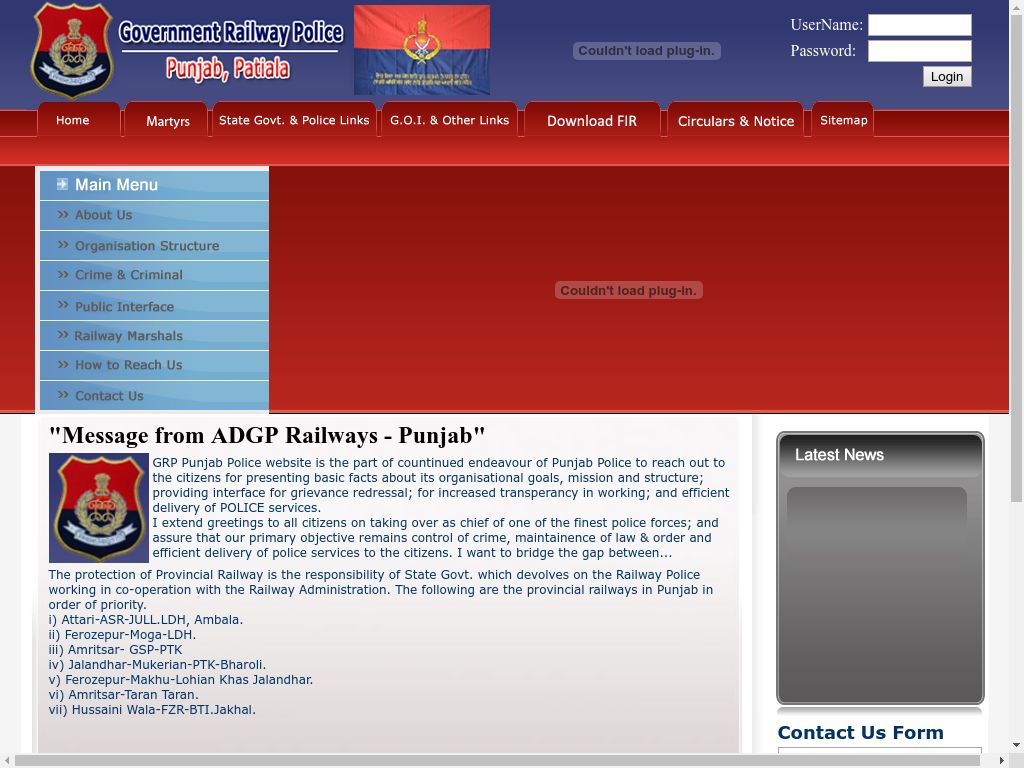 Government Railway Police
Punjab, Patiala
Couldn't load plug-in.
UserName:
Password:
Login
Home
Martyrs
State Govt. & Police Links
G.O.I. & Other Links
Download FIR
Circulars & Notice
Sitemap
Main Menu
About Us
Organisation Structure
Crime & Criminal
Public Interface
Railway Marshals
How to Reach Us
Contact Us
Couldn't load plug-in.
"Message from ADGP Railways - Punjab"
GRP Punjab Police website is the part of countinued endeavour of Punjab Police to reach out to
the citizens for presenting basic facts about its organisational goals, mission and structure;
providing interface for grievance redressal; for increased transperancy in working; and efficient
delivery of POLICE services.
I extend greetings to all citizens on taking over as chief of one of the finest police forces; and
assure that our primary objective remains control of crime, maintainence of law & order and
efficient delivery of police services to the citizens. I want to bridge the gap between...
The protection of Provincial Railway is the responsibility of State Govt. which devolves on the Railway Police
working in co-operation with the Railway Administration. The following are the provincial railways in Punjab in
order of priority.
i) Attari-ASR-JULL.LDH, Ambala.
ii) Ferozepur-Moga-LDH.
iii) Amritsar- GSP-PTK
iv) Jalandhar-Mukerian-PTK-Bharoli.
v) Ferozepur-Makhu-Lohian Khas Jalandhar.
vi) Amritsar-Taran Taran.
vii) Hussaini Wala-FZR-BTI.Jakhal.
Latest News
Contact Us Form